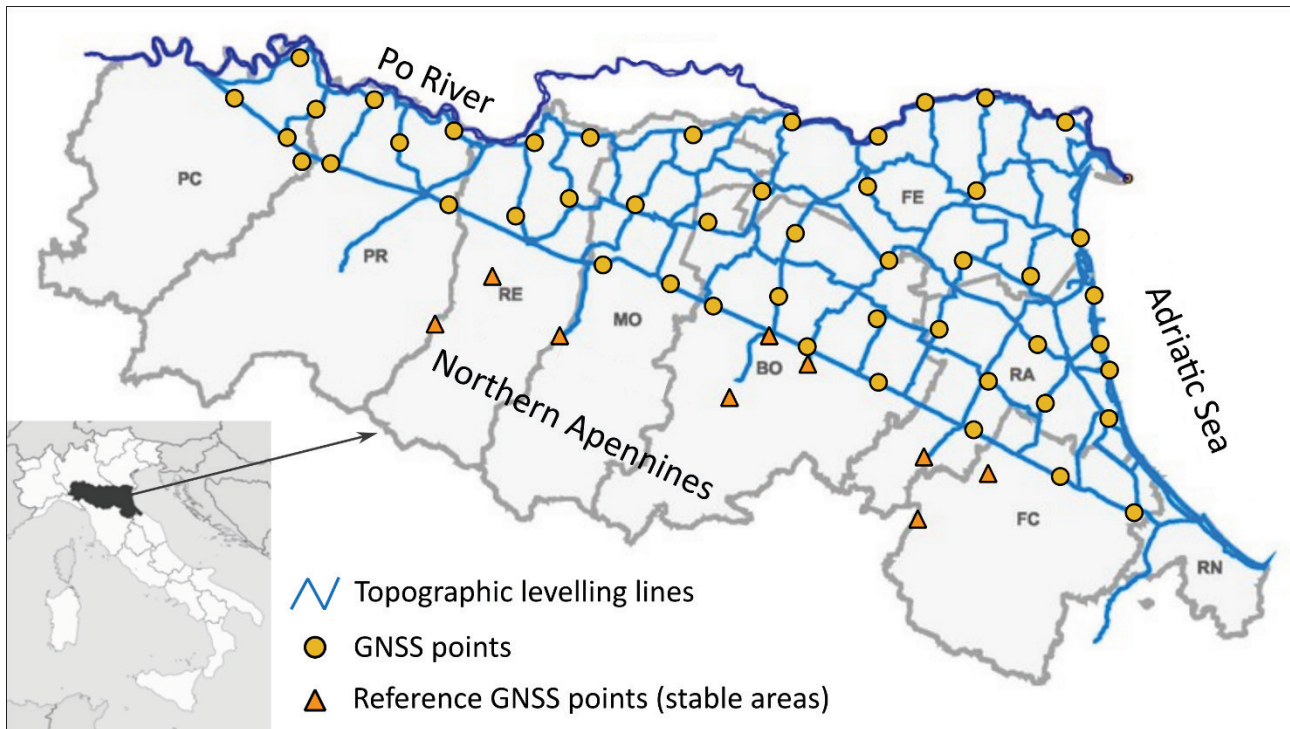 Po River
PC
FE
PR
RE
MO
Adriatic Sea
BO
RA
Northern Apennines
FC
RN
Topographic levelling lines
GNSS points
Reference GNSS points (stable areas)